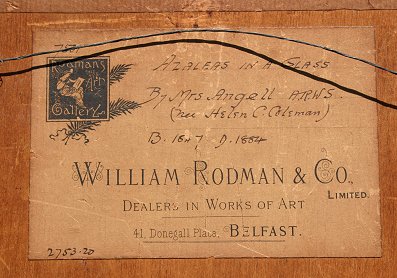 Rodman's
Art
Gallery
AZALEAS IN A GLASS
By Mrs Angell ARWS.
(nee Helen C. Coleman)
B. 1847 D. 1884
WILLIAM RODMAN & Co.
LIMITED.
DEALERS IN WORKS OF ART
41, Donegall Place, BELFAST.
2753-20